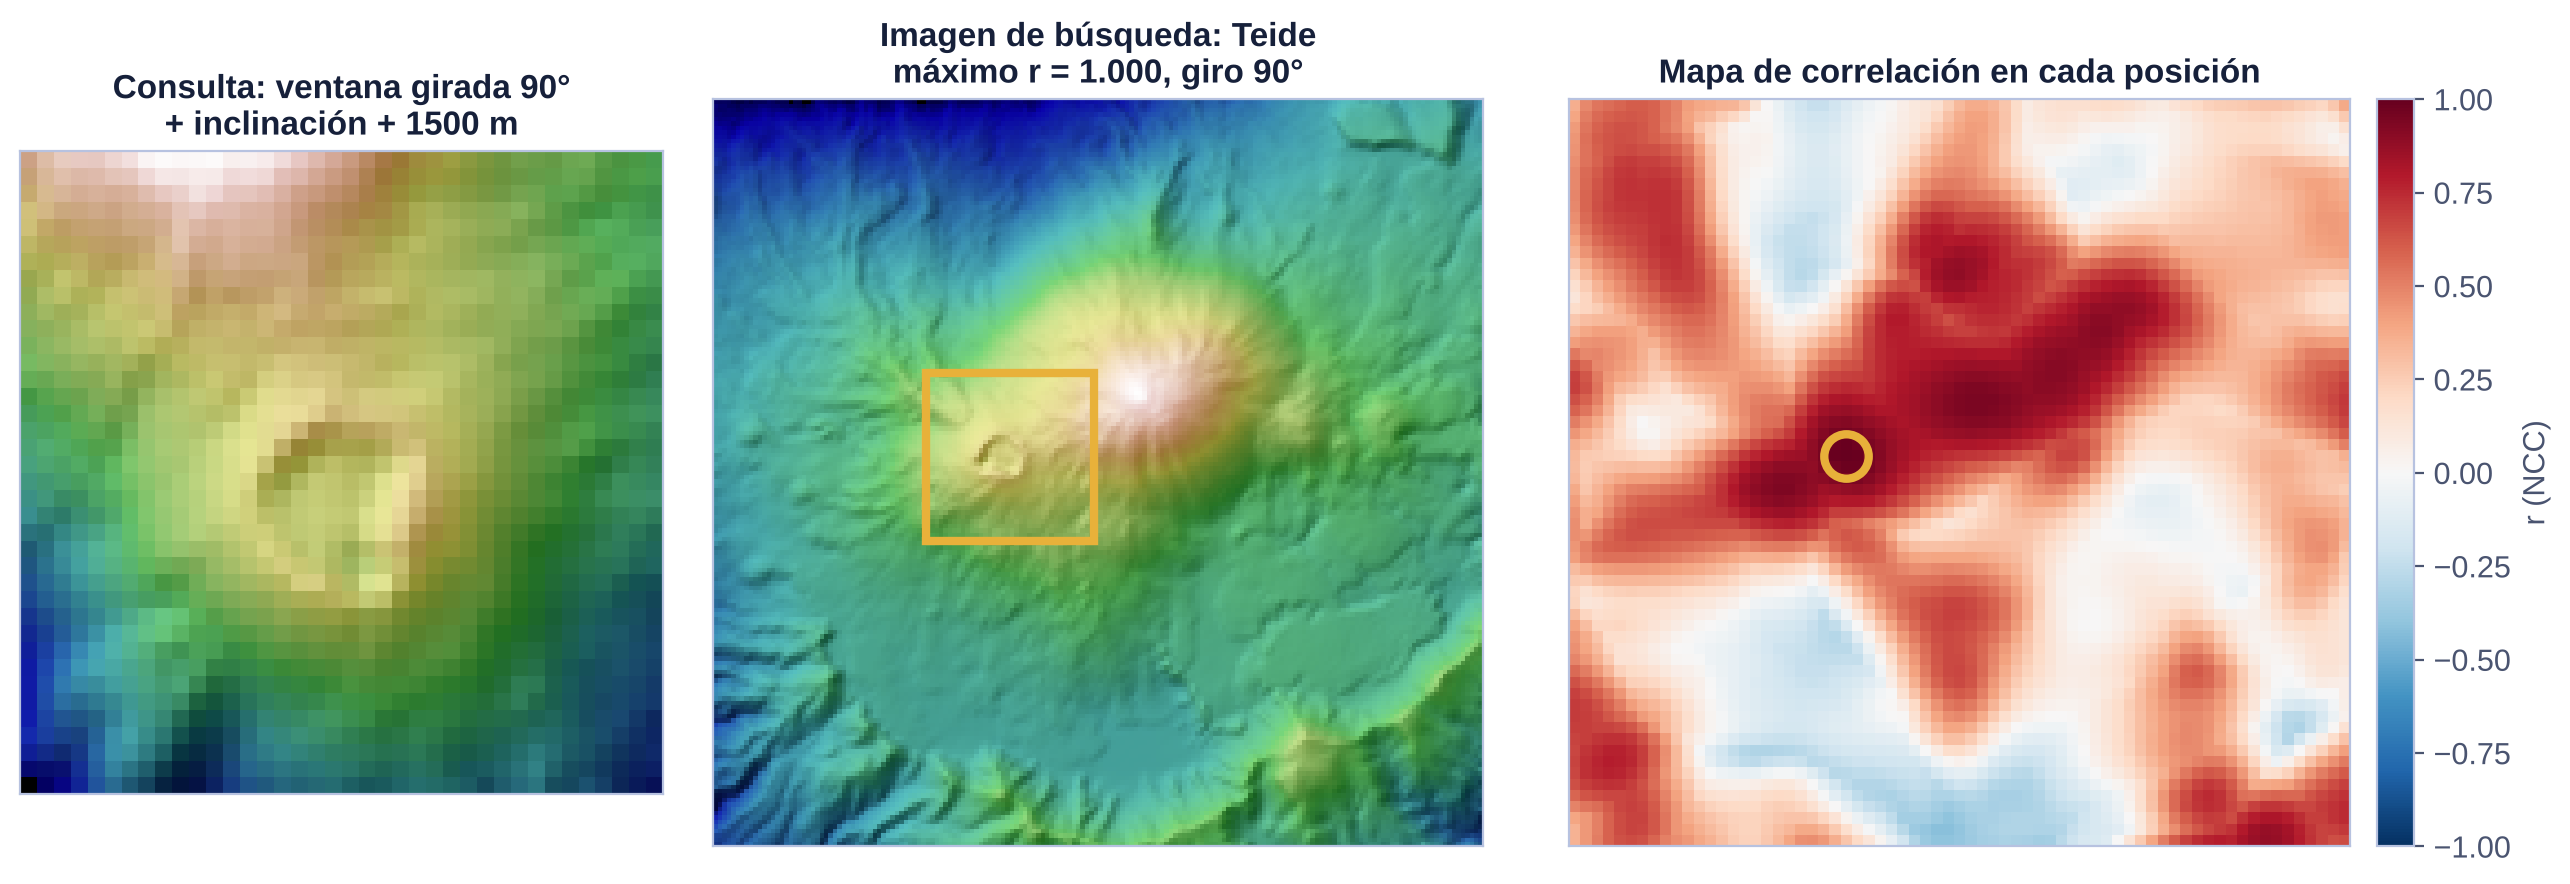 Consulta: ventana girada 90°
+ inclinación + 1500 m
Imagen de búsqueda: Teide
máximo r = 1.000, giro 90°
Mapa de correlación en cada posición
1.00
0.75
0.50
0.25
0.00
−0.25
−0.50
−0.75
−1.00
r (NCC)